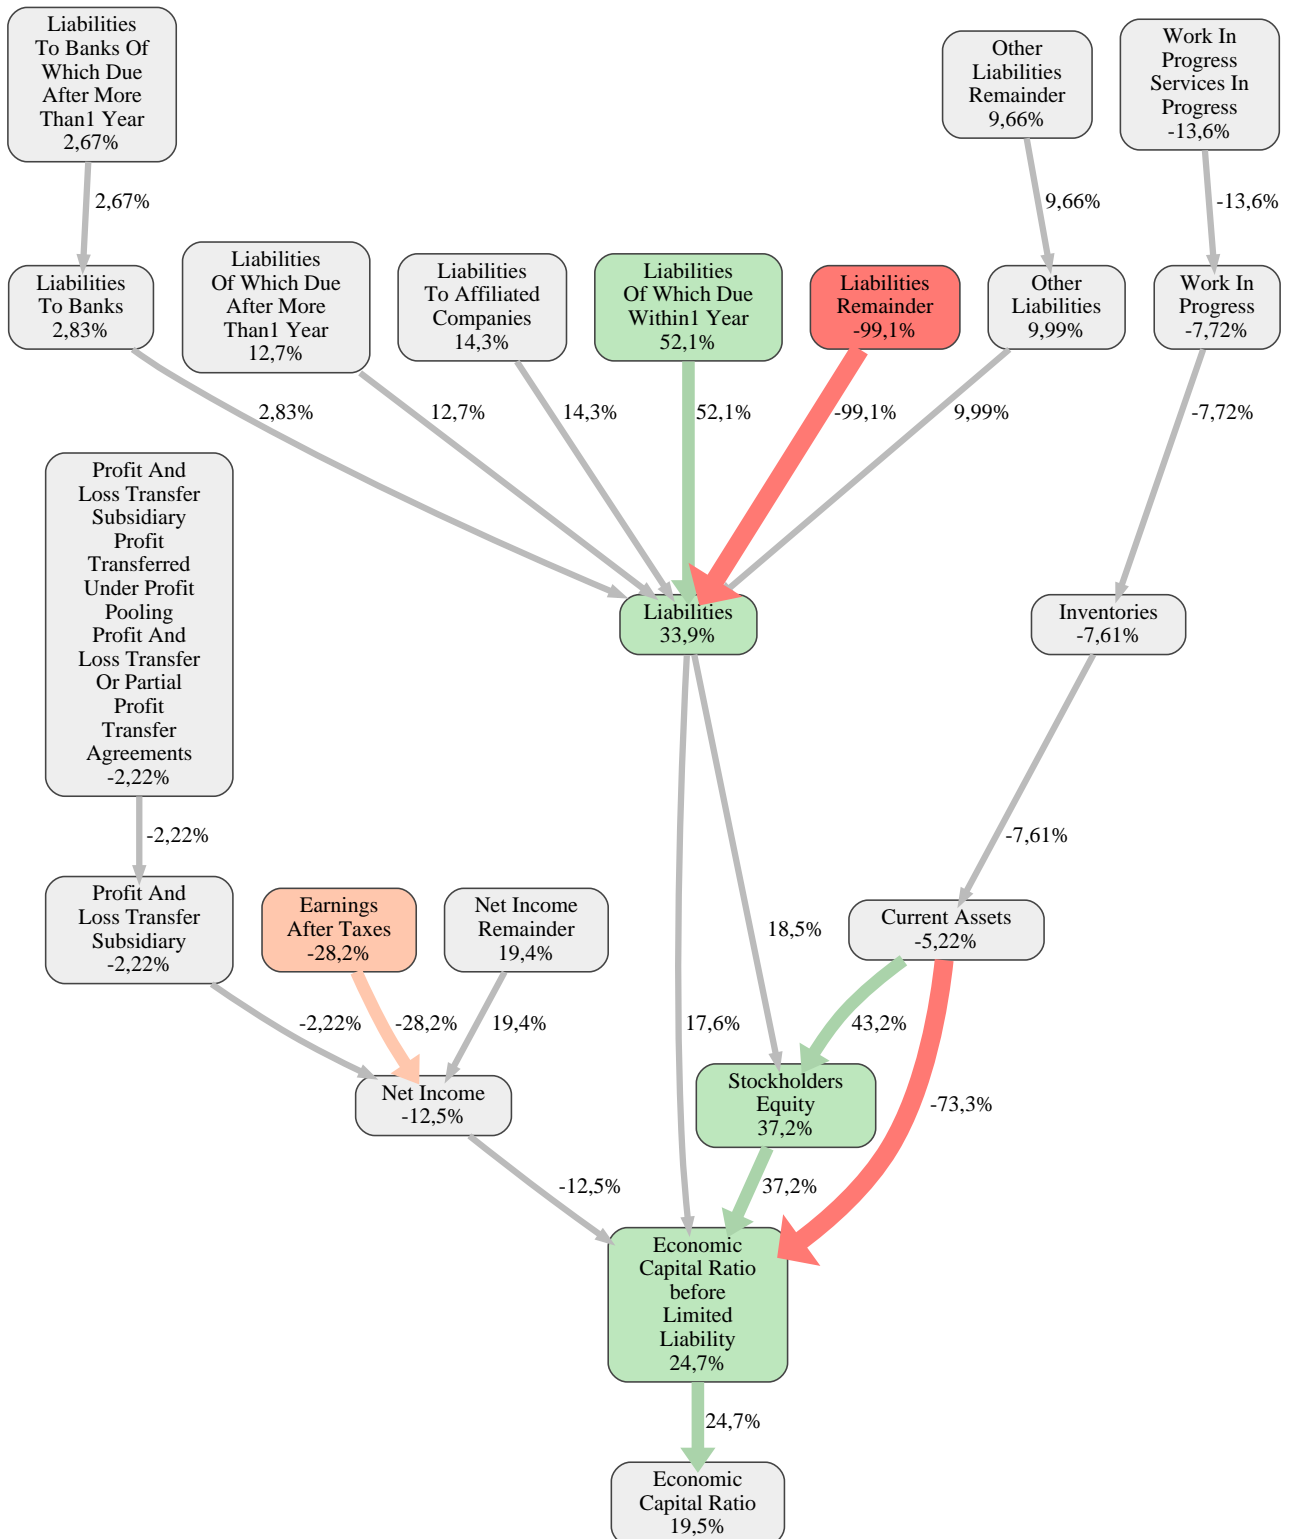 Liabilities
To Banks Of
Which Due
After More
Than1 Year
2,67%
Other
Liabilities
Remainder
9,66%
Work In
Progress
Services In
Progress
-13,6%
2,67%
9,66%
-13,6%
Liabilities
To Banks
2,83%
Liabilities
Of Which Due
After More
Than1 Year
12,7%
Liabilities
To Affiliated
Companies
14,3%
Liabilities
Of Which Due
Within1 Year
52,1%
Liabilities
Remainder
-99,1%
Other
Liabilities
9,99%
Work In
Progress
-7,72%
2,83%
12,7%
14,3%
52,1%
-99,1%
9,99%
-7,72%
Profit And
Loss Transfer
Subsidiary
Profit
Transferred
Under Profit
Pooling
Profit And
Loss Transfer
Or Partial
Profit
Transfer
Agreements
-2,22%
Liabilities
33,9%
Inventories
-7,61%
-2,22%
-7,61%
Profit And
Loss Transfer
Subsidiary
-2,22%
Earnings
After Taxes
-28,2%
Net Income
Remainder
19,4%
18,5%
Current Assets
-5,22%
-2,22%
-28,2%
19,4%
17,6%
43,2%
-73,3%
Net Income
-12,5%
Stockholders
Equity
37,2%
-12,5%
37,2%
Economic
Capital Ratio
before
Limited
Liability
24,7%
24,7%
Economic
Capital Ratio
19,5%